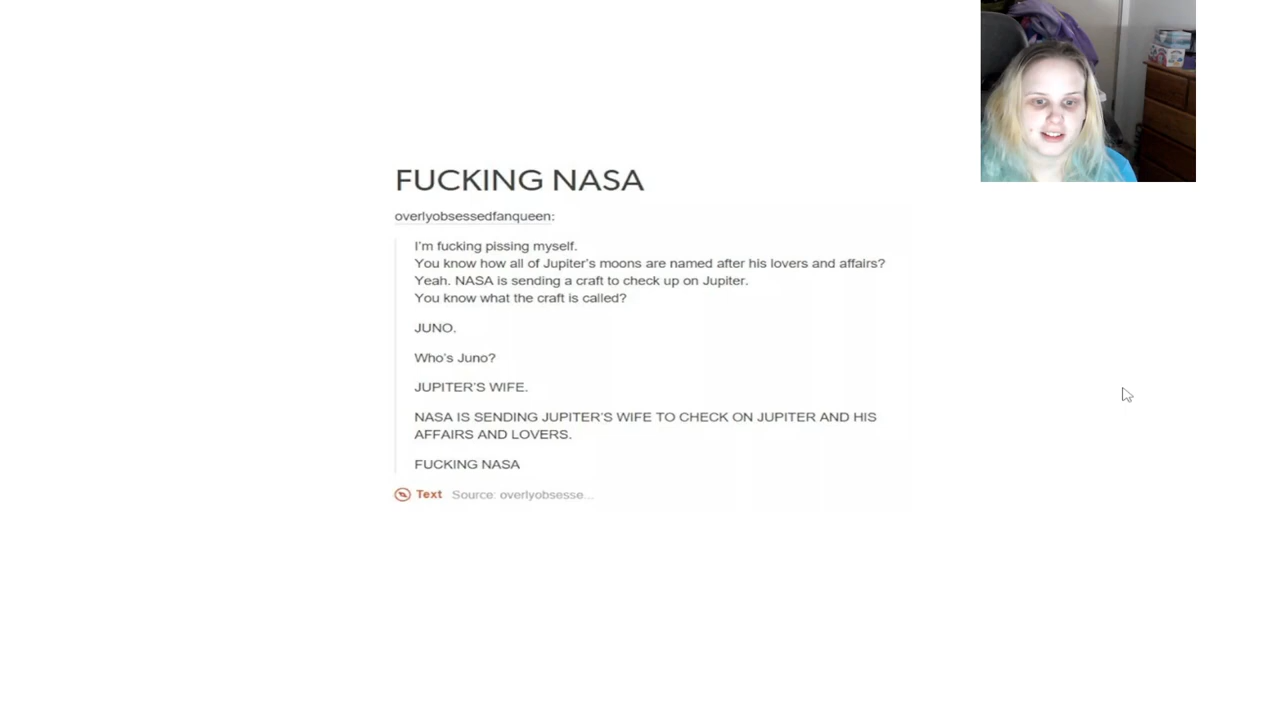 FUCKING NASA
overlyobsessedfanqueen:
I'm fucking pissing myself.
You know how all of Jupiter's moons are named after his lovers and affairs?
Yeah. NASA is sending a craft to check up on Jupiter.
You know what the craft is called?
JUNO.
Who's Juno?
JUPITER'S WIFE.
NASA IS SENDING JUPITER'S WIFE TO CHECK ON JUPITER AND HIS
AFFAIRS AND LOVERS.
FUCKING NASA
Text Source: overlyobsesse...